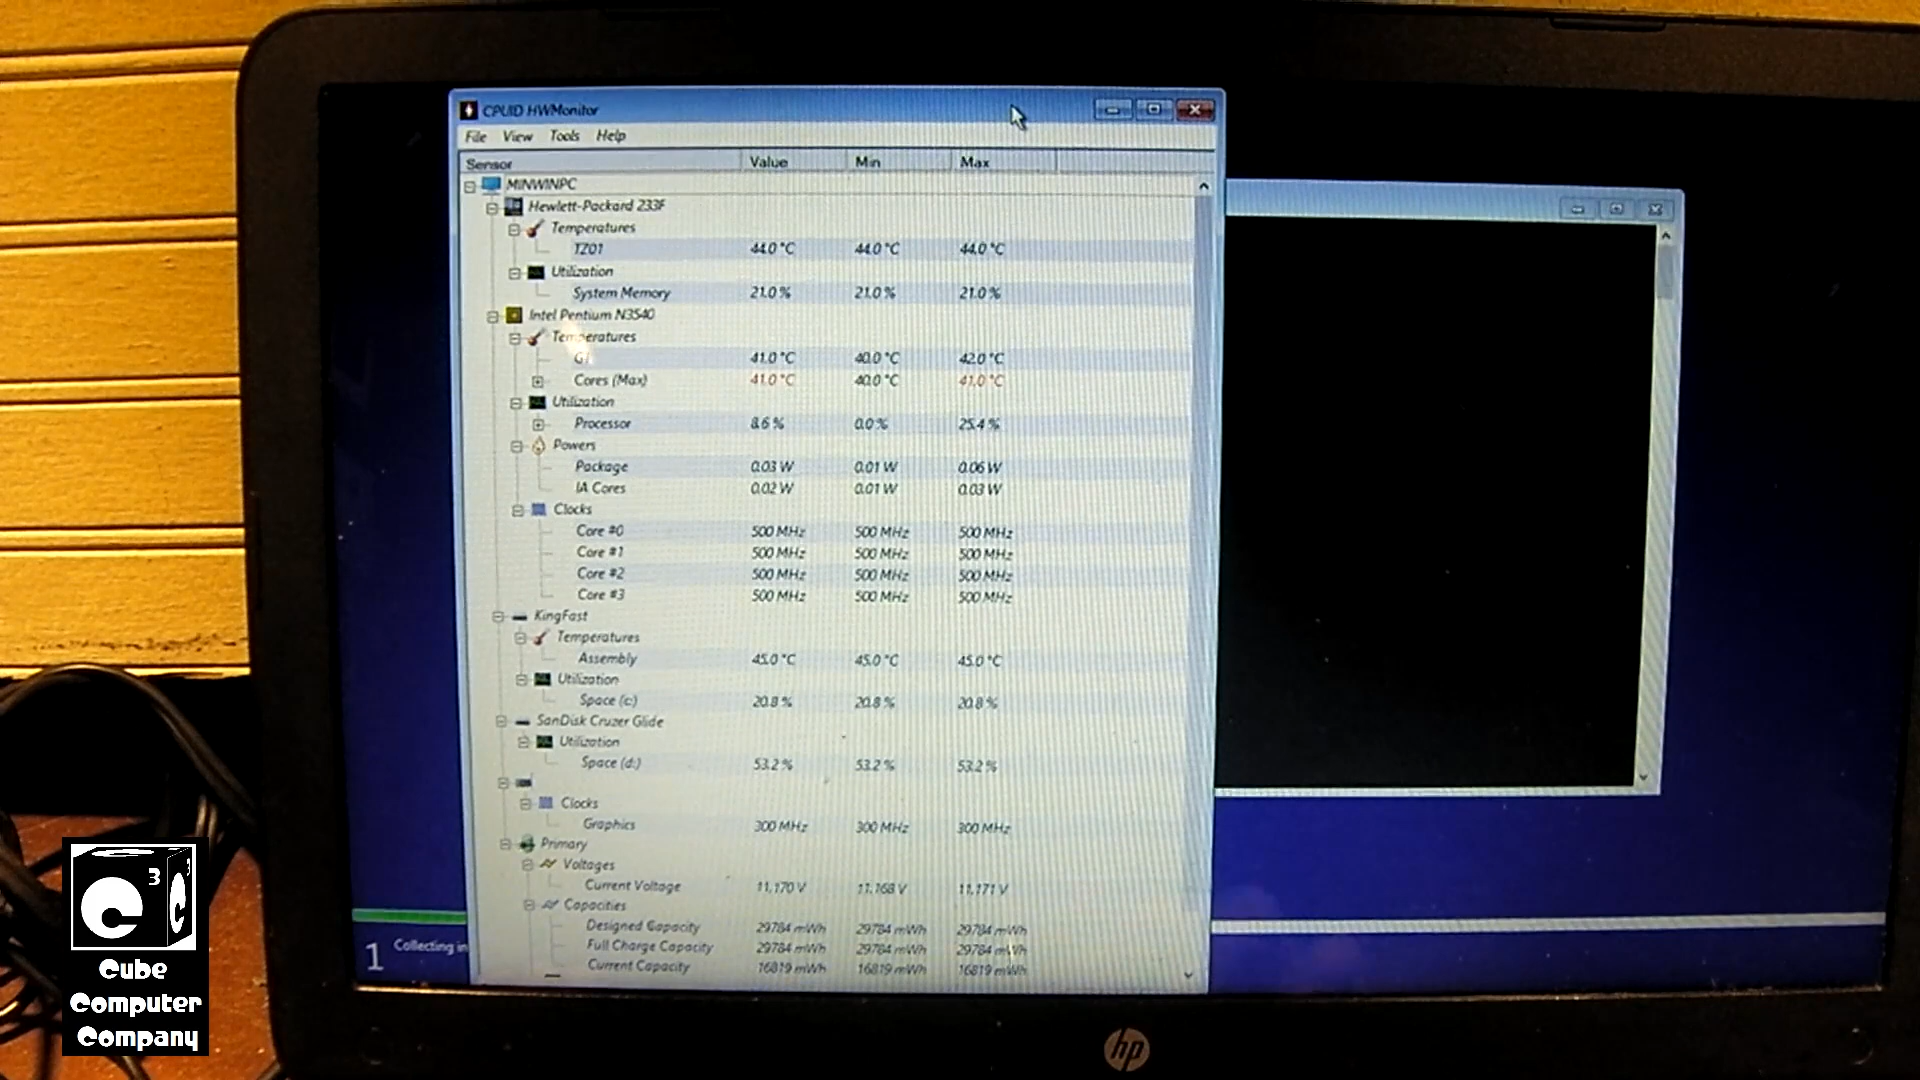 CPUID HWMonitor
File View Tools Help
Sensor Value Min Max
MINWINPC
Hewlett-Packard 233F
Temperatures
TZ01 44.0 °C 44.0 °C 44.0 °C
Utilization
System Memory 21.0 % 21.0 % 21.0 %
Intel Pentium N3540
Temperatures
41.0 °C 40.0 °C 42.0 °C
Cores (Max) 41.0 °C 40.0 °C 41.0 °C
Utilization
Processor 8.6 % 0.0 % 25.4 %
Powers
Package 0.03 W 0.01 W 0.06 W
IA Cores 0.02 W 0.01 W 0.03 W
Clocks
Core #0 500 MHz 500 MHz 500 MHz
Core #1 500 MHz 500 MHz 500 MHz
Core #2 500 MHz 500 MHz 500 MHz
Core #3 500 MHz 500 MHz 500 MHz
KingFast
Temperatures
Assembly 45.0 °C 45.0 °C 45.0 °C
Utilization
Space (c:) 20.8 % 20.8 % 20.8 %
SanDisk Cruzer Glide
Utilization
Space (d:) 53.2 % 53.2 % 53.2 %
Clocks
Graphics 300 MHz 300 MHz 300 MHz
Primary
Voltages
Current Voltage 11.170 V 11.168 V 11.171 V
Capacities
Designed Capacity 29784 mWh 29784 mWh 29784 mWh
Full Charge Capacity 29784 mWh 29784 mWh 29784 mWh
Current Capacity 16819 mWh 16819 mWh 16819 mWh
1 Collecting in
hp
C 3 C 3
Cube
Computer
Company